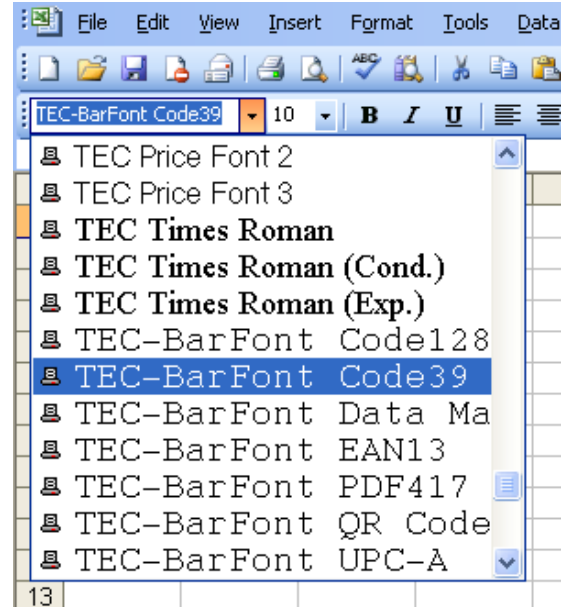 File Edit View Insert Format Tools Data
ABC
TEC-BarFont Code39 10 B I U
TEC Price Font 2
TEC Price Font 3
TEC Times Roman
TEC Times Roman (Cond.)
TEC Times Roman (Exp.)
TEC-BarFont Code128
TEC-BarFont Code39
TEC-BarFont Data Ma
TEC-BarFont EAN13
TEC-BarFont PDF417
TEC-BarFont QR Code
TEC-BarFont UPC-A
13